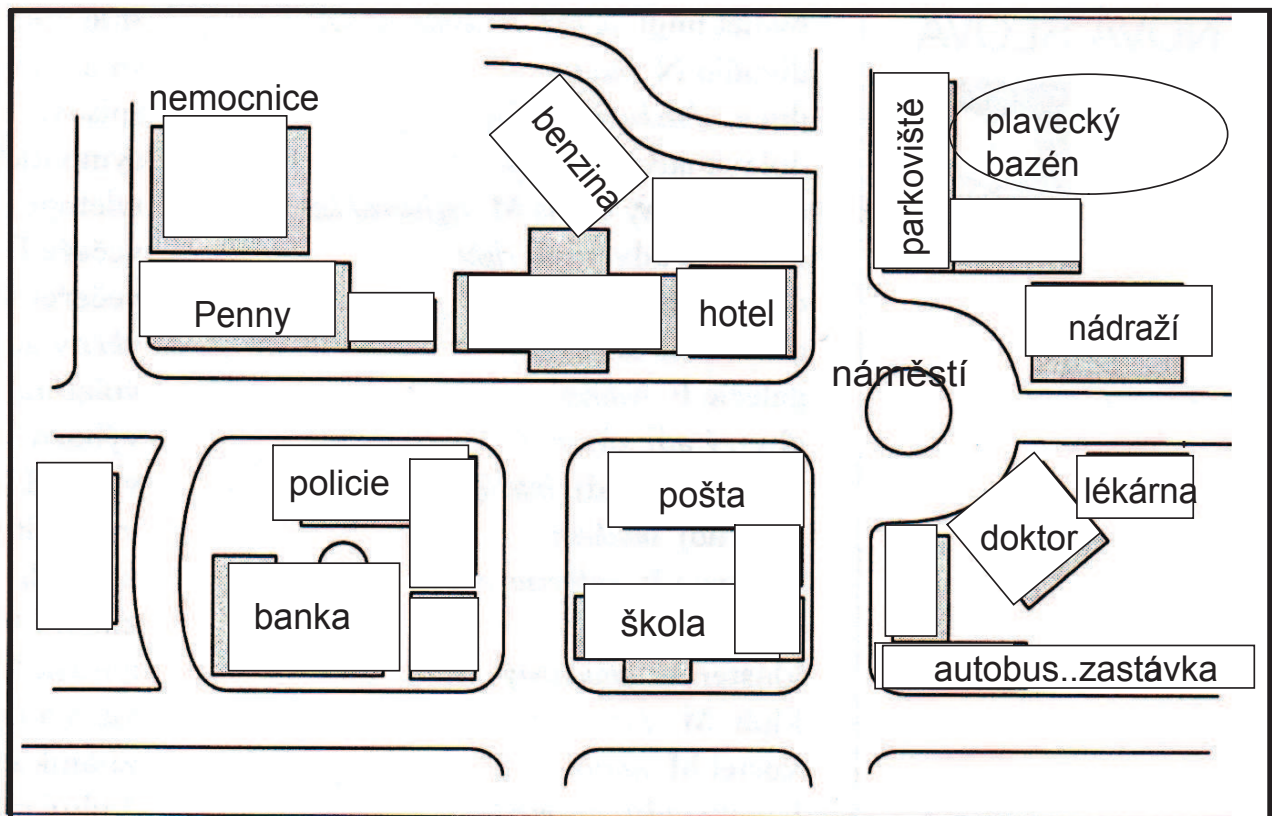 nemocnice
benzina
parkoviště
plavecký
bazén
Penny
hotel
nádraží
náměstí
policie
pošta
lékárna
doktor
banka
škola
autobus..zastávka